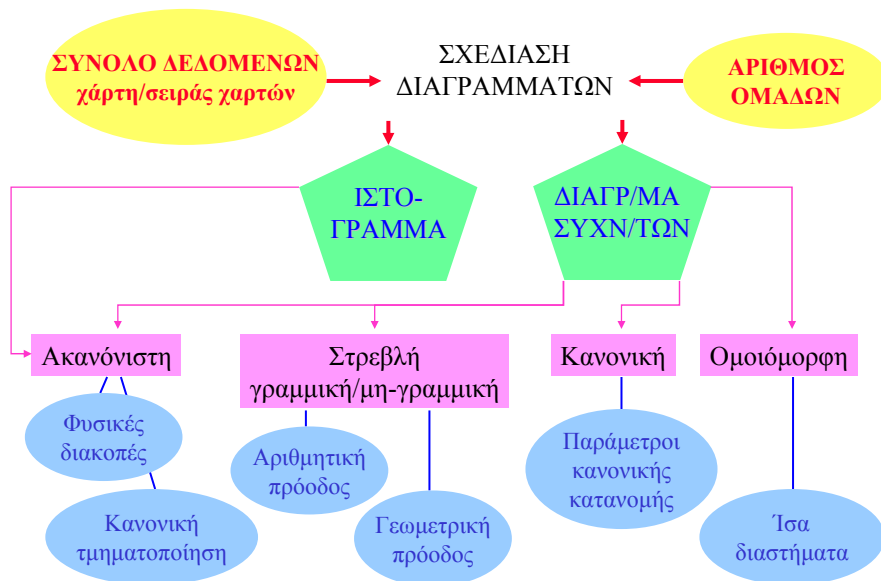 ΣΥΝΟΛΟ ΔΕΔΟΜΕΝΩΝ
χάρτη/σειράς χαρτών
ΣΧΕΔΙΑΣΗ
ΔΙΑΓΡΑΜΜΑΤΩΝ
ΑΡΙΘΜΟΣ
ΟΜΑΔΩΝ
ΙΣΤΟ-
ΓΡΑΜΜΑ
ΔΙΑΓΡ/ΜΑ
ΣΥΧΝ/ΤΩΝ
Ακανόνιστη
Στρεβλή
γραμμική/μη-γραμμική
Κανονική
Ομοιόμορφη
Φυσικές
διακοπές
Κανονική
τμηματοποίηση
Αριθμητική
πρόοδος
Γεωμετρική
πρόοδος
Παράμετροι
κανονικής
κατανομής
Ίσα
διαστήματα